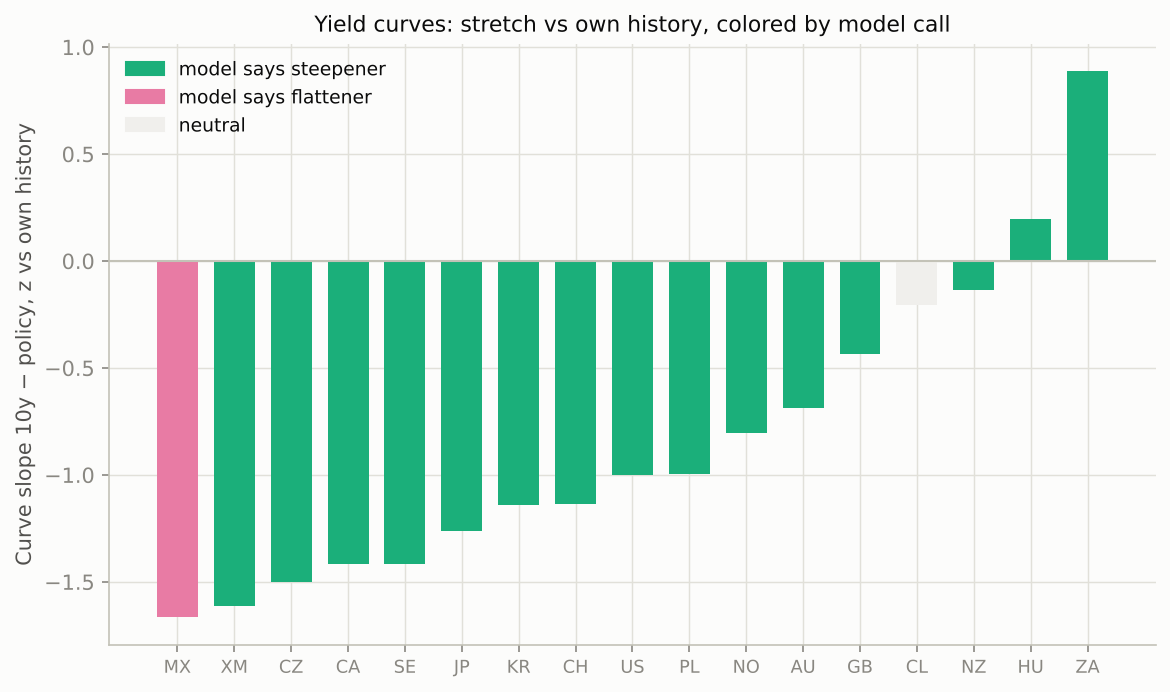 Yield curves: stretch vs own history, colored by model call
model says steepener
model says flattener
neutral
Curve slope 10y − policy, z vs own history
1.0
0.5
0.0
−0.5
−1.0
−1.5
MX XM CZ CA SE JP KR CH US PL NO AU GB CL NZ HU ZA